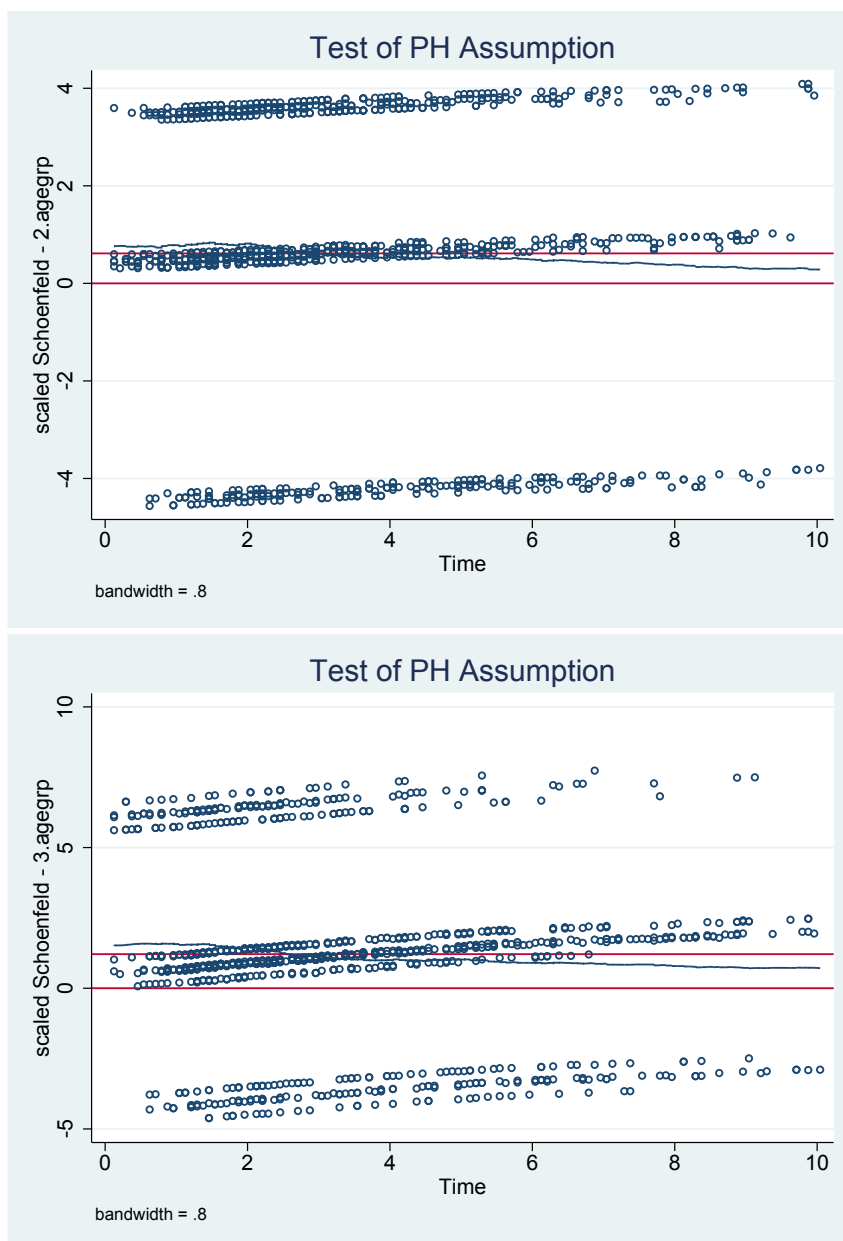 Test of PH Assumption
scaled Schoenfeld - 2.agegrp
4
2
0
-2
-4
0 2 4 6 8 10
Time
bandwidth = .8
Test of PH Assumption
scaled Schoenfeld - 3.agegrp
10
5
0
-5
0 2 4 6 8 10
Time
bandwidth = .8